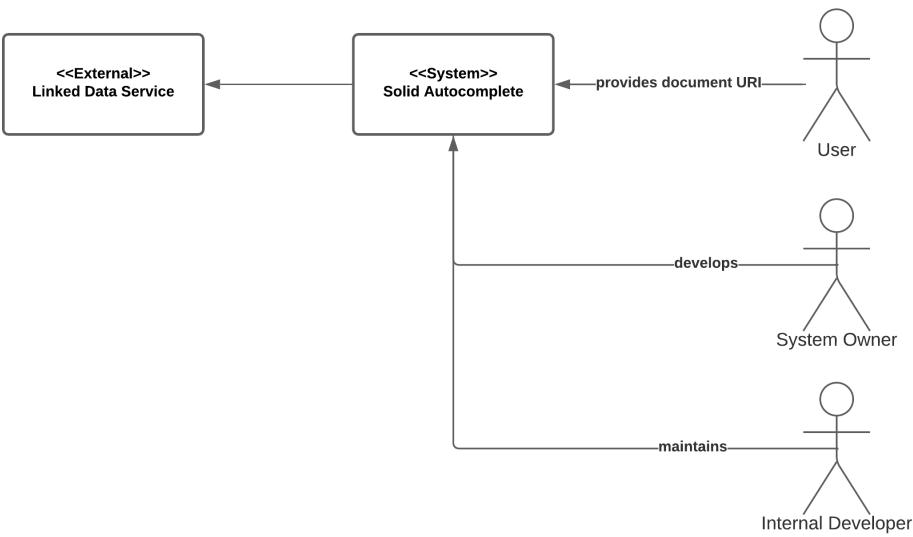 <<External>>
Linked Data Service
<<System>>
Solid Autocomplete
provides document URI
User
develops
System Owner
maintains
Internal Developer